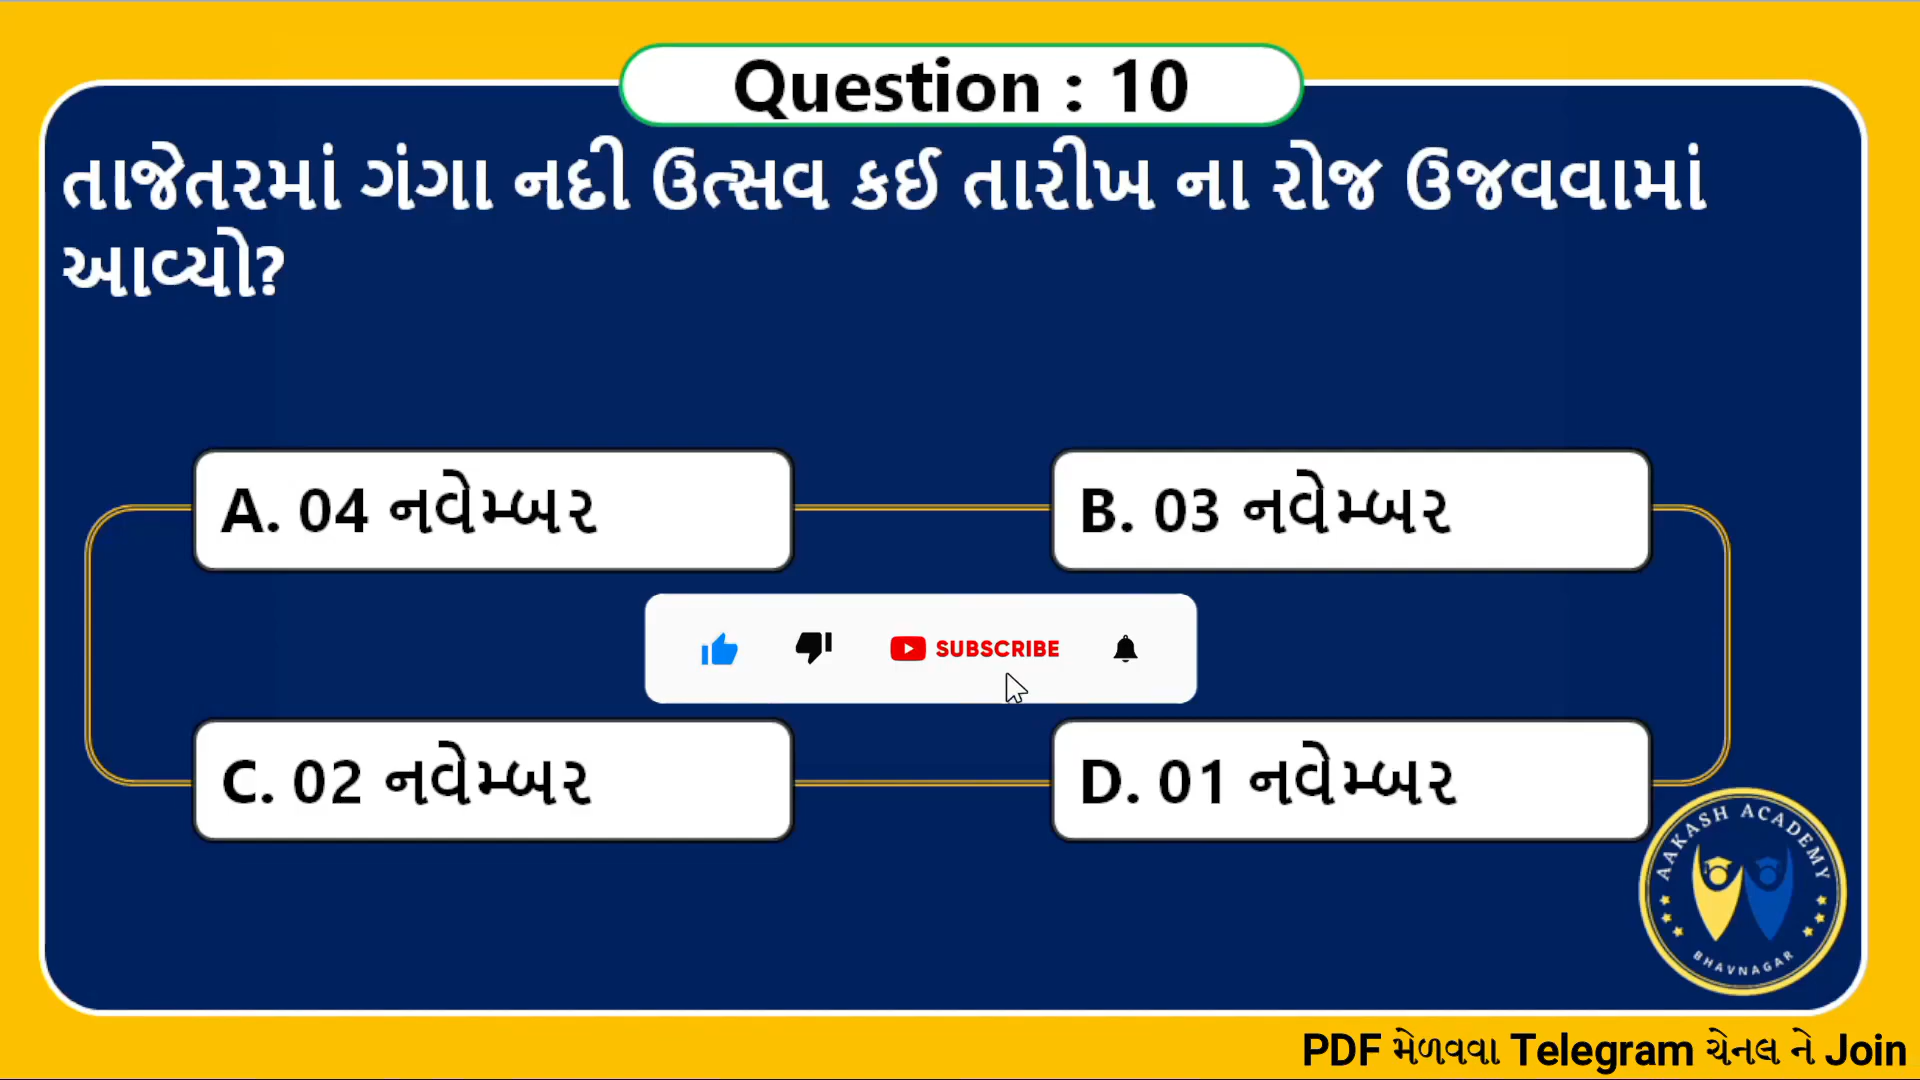 Question : 10
તાજેતરમાં ગંગા નદી ઉત્સવ કઈ તારીખ ના રોજ ઉજવવામાં
આવ્યો?
A. 04 નવેમ્બર
B. 03 નવેમ્બર
SUBSCRIBE
C. 02 નવેમ્બર
D. 01 નવેમ્બર
AAKASH ACADEMY
BHAVNAGAR
PDF મેળવવા Telegram ચેનલ ને Join